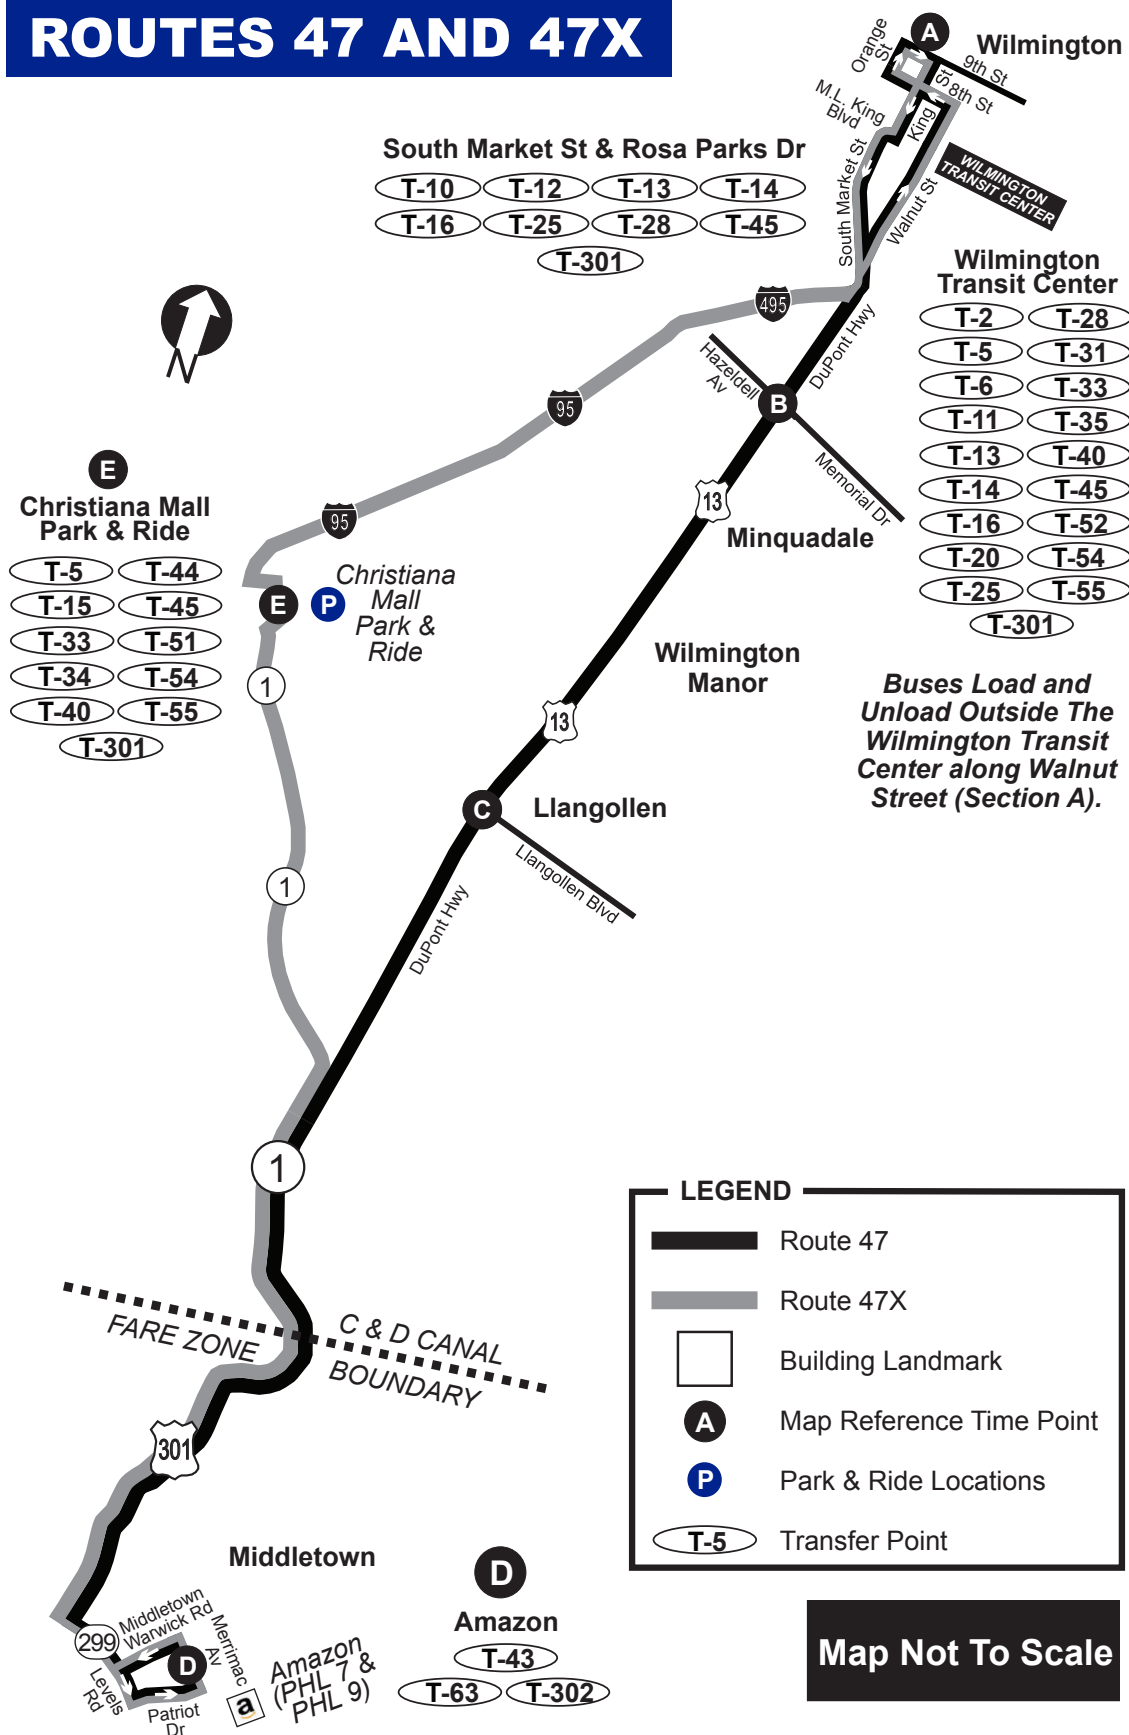 ROUTES 47 AND 47X
A
Wilmington
Orange
St
9th St
St
8th St
M.L. King
Blvd
King
South Market St & Rosa Parks Dr
T-10 T-12 T-13 T-14
T-16 T-25 T-28 T-45
T-301
South Market St
Walnut St
WILMINGTON
TRANSIT CENTER
Wilmington
Transit Center
T-2 T-28
T-5 T-31
T-6 T-33
T-11 T-35
T-13 T-40
T-14 T-45
T-16 T-52
T-20 T-54
T-25 T-55
T-301
Buses Load and
Unload Outside The
Wilmington Transit
Center along Walnut
Street (Section A).
N
495
DuPont Hwy
Hazeldell
Av
B
Memorial Dr
95
13
Minquadale
95
E
Christiana Mall
Park & Ride
T-5 T-44
T-15 T-45
T-33 T-51
T-34 T-54
T-40 T-55
T-301
E
P
Christiana
Mall
Park &
Ride
1
Wilmington
Manor
13
C
Llangollen
Llangollen Blvd
1
DuPont Hwy
1
C & D CANAL
FARE ZONE
BOUNDARY
301
Middletown
299
Middletown
Warwick Rd
Merrimac
Av
D
Levels
Rd
Patriot
Dr
a
Amazon
(PHL 7 &
PHL 9)
D
Amazon
T-43
T-63 T-302
LEGEND
Route 47
Route 47X
Building Landmark
A Map Reference Time Point
P Park & Ride Locations
T-5 Transfer Point
Map Not To Scale